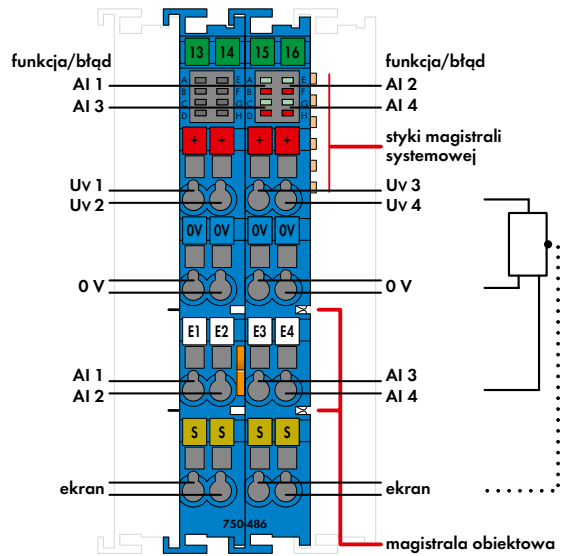 13 14 15 16
funkcja/błąd funkcja/błąd
AI 1 A E A E AI 2
B F B F
AI 3 C G C G AI 4
D H D H
+ + + +
styki magistrali
systemowej
Uv 1 Uv 3
Uv 2 Uv 4
0V 0V 0V 0V
0 V 0 V
E1 E2 E3 E4
AI 1 AI 3
AI 2 AI 4
S S S S
ekran ekran
750-486
magistrala obiektowa